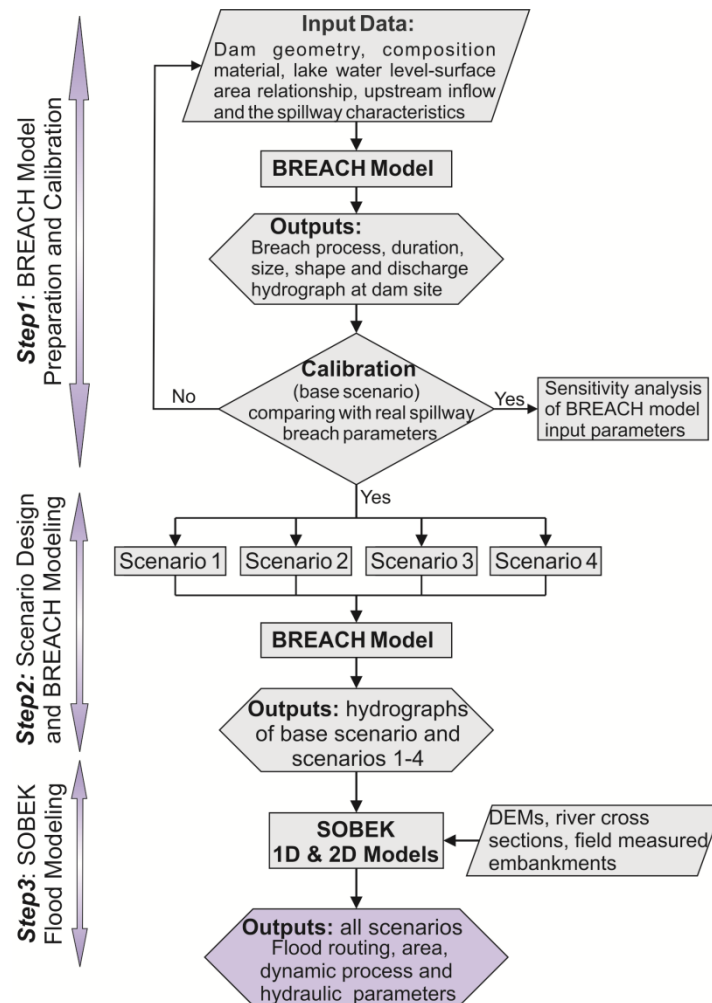 Step1: BREACH Model
Preparation and Calibration
Input Data:
Dam geometry, composition
material, lake water level-surface
area relationship, upstream inflow
and the spillway characteristics
BREACH Model
Outputs:
Breach process, duration,
size, shape and discharge
hydrograph at dam site
Calibration
(base scenario)
comparing with real spillway
breach parameters
No
Yes
Sensitivity analysis
of BREACH model
input parameters
Yes
Step2: Scenario Design
and BREACH Modeling
Scenario 1
Scenario 2
Scenario 3
Scenario 4
BREACH Model
Outputs: hydrographs
of base scenario and
scenarios 1-4
Step3: SOBEK
Flood Modeling
SOBEK
1D & 2D Models
DEMs, river cross
sections, field measured
embankments
Outputs: all scenarios
Flood routing, area,
dynamic process and
hydraulic parameters